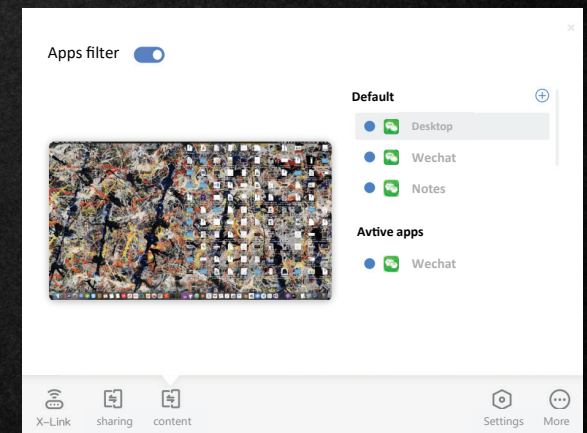 Apps filter
Default
Desktop
Wechat
Notes
Avtive apps
Wechat
X-Link
sharing
content
Settings
More